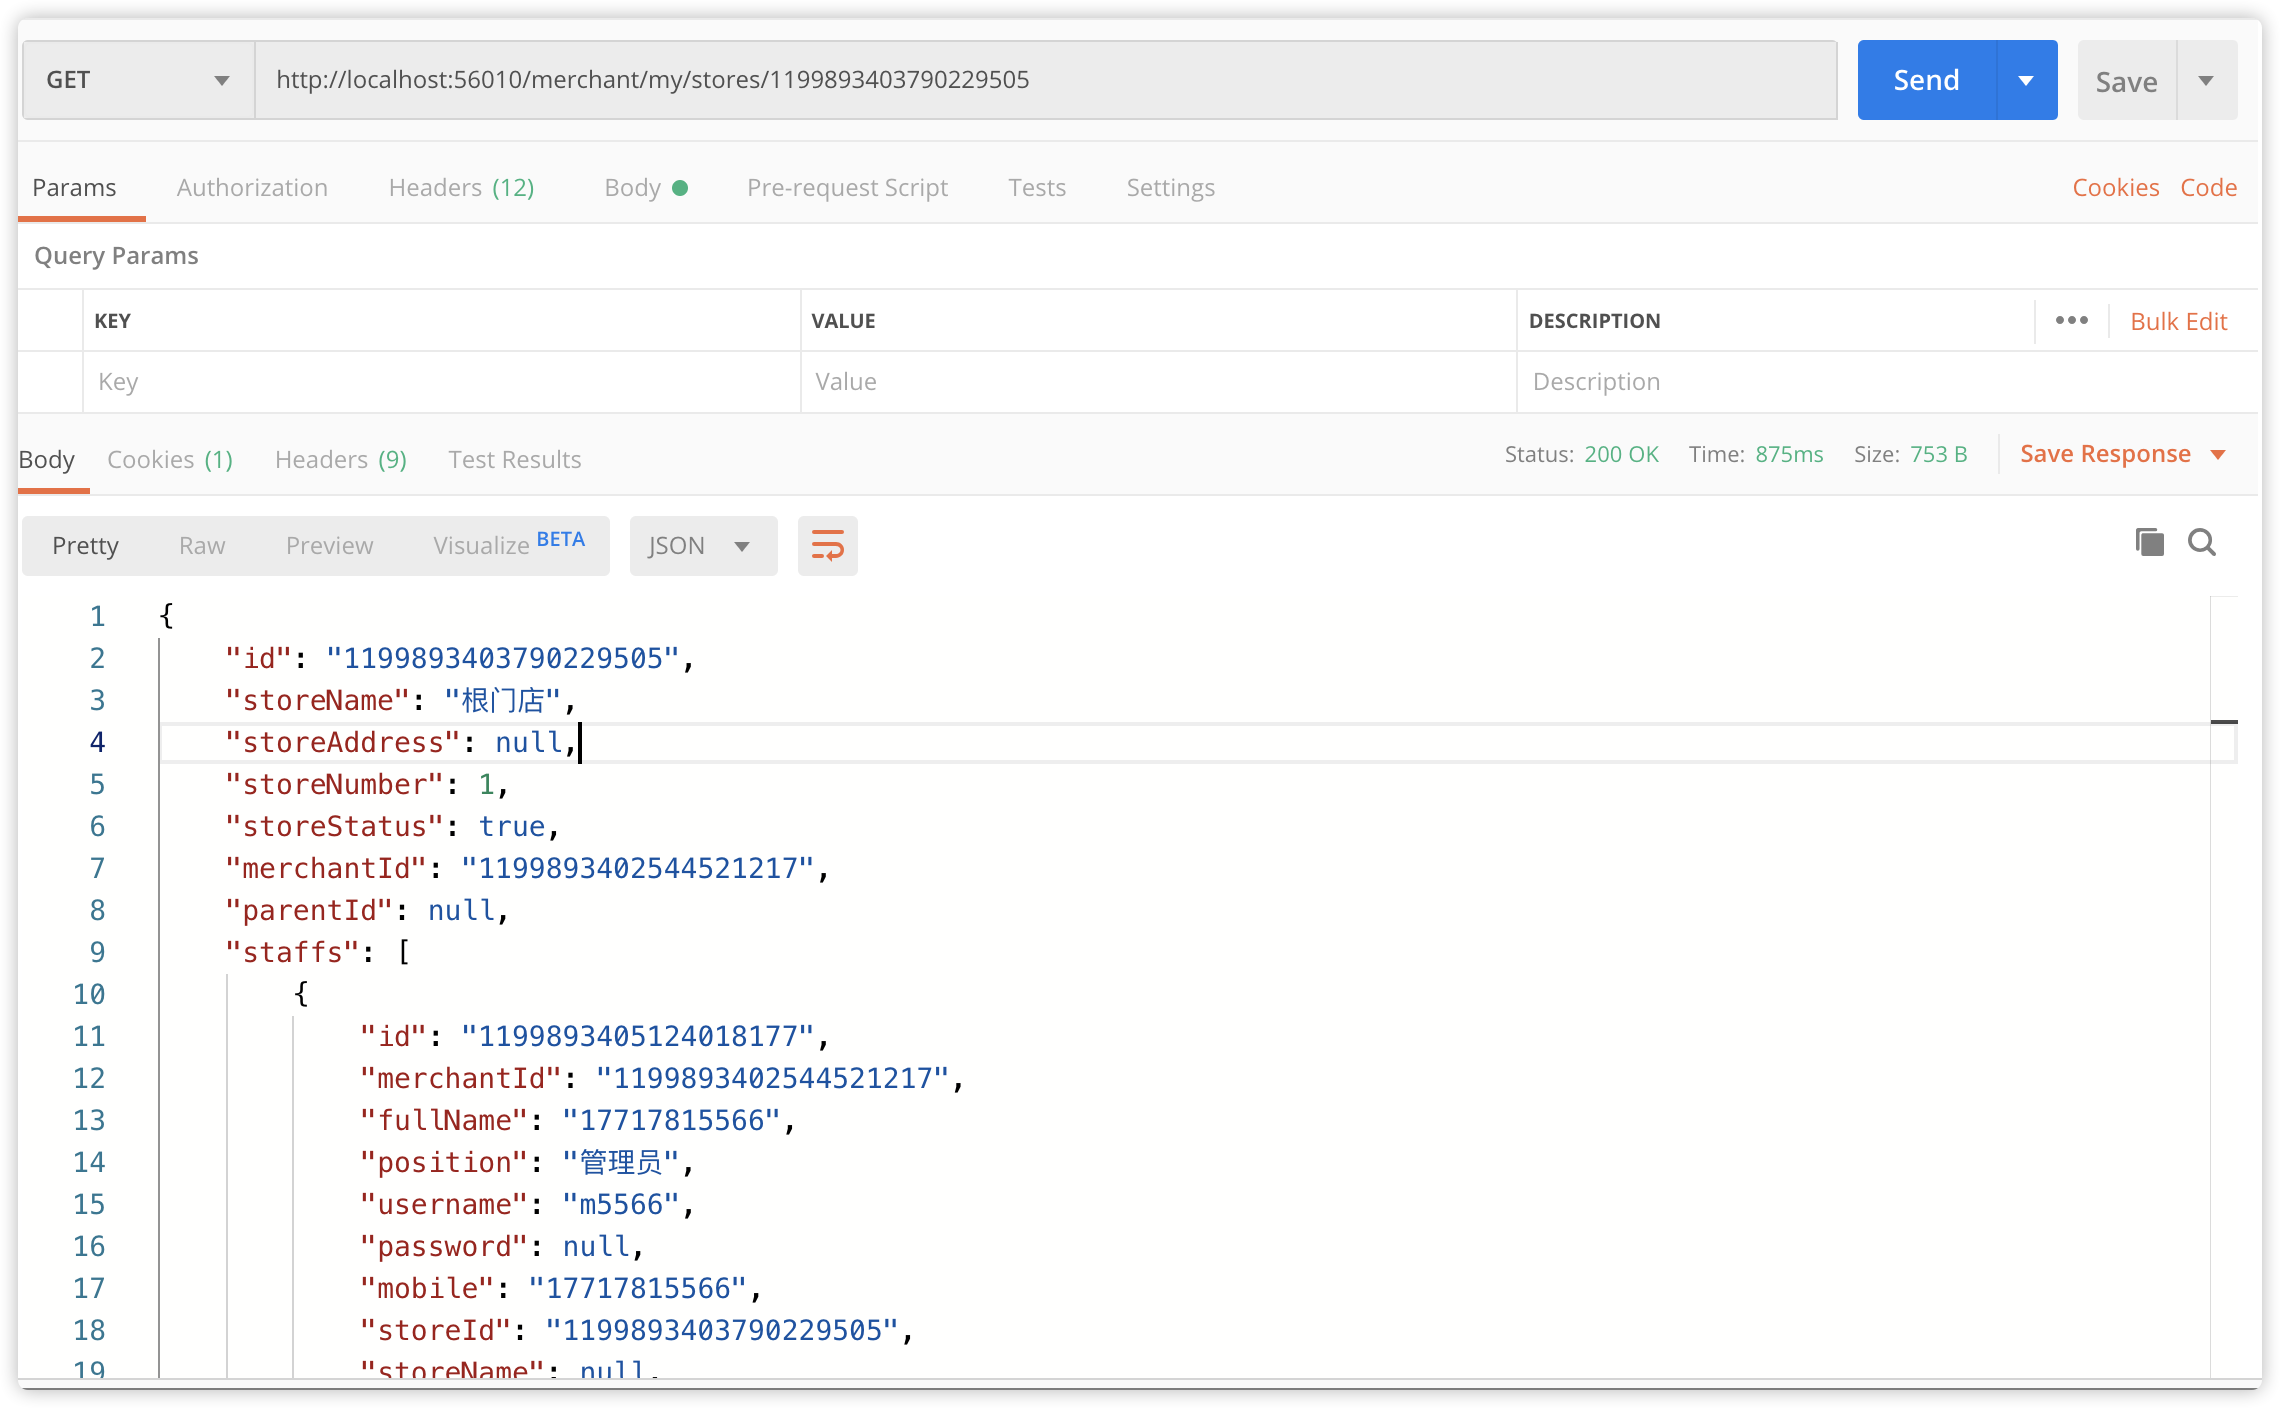 GET http://localhost:56010/merchant/my/stores/1199893403790229505 Send Save
Params Authorization Headers (12) Body Pre-request Script Tests Settings Cookies Code
Query Params
KEY VALUE DESCRIPTION ••• Bulk Edit
Key Value Description
Body Cookies (1) Headers (9) Test Results Status: 200 OK Time: 875ms Size: 753 B Save Response
Pretty Raw Preview Visualize BETA JSON
1 {
2 "id": "1199893403790229505",
3 "storeName": "根门店",
4 "storeAddress": null,
5 "storeNumber": 1,
6 "storeStatus": true,
7 "merchantId": "1199893402544521217",
8 "parentId": null,
9 "staffs": [
10 {
11 "id": "1199893405124018177",
12 "merchantId": "1199893402544521217",
13 "fullName": "17717815566",
14 "position": "管理员",
15 "username": "m5566",
16 "password": null,
17 "mobile": "17717815566",
18 "storeId": "1199893403790229505",
19 "storeName": null,